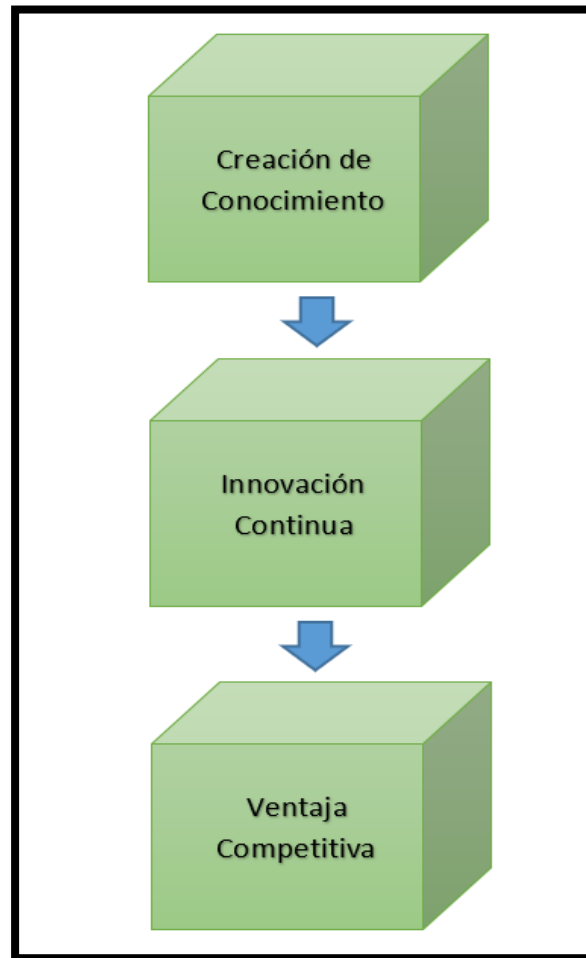 Creación de
Conocimiento
Innovación
Continua
Ventaja
Competitiva